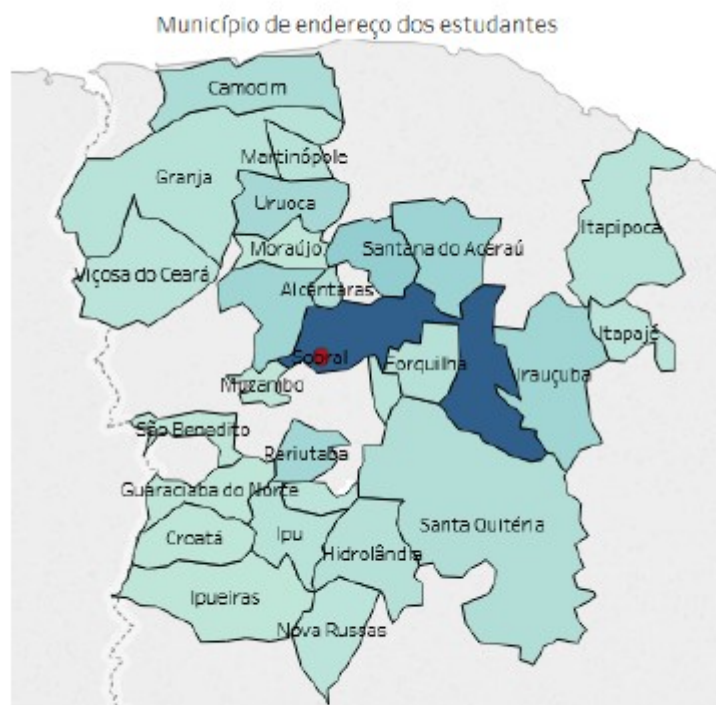 Município de endereço dos estudantes
Camocim
Martinópole
Granja
Uruoca
Itapipoca
Moraújo
Santana do Acaraú
Viçosa do Ceará
Alcântaras
Itapajé
Sobral
Forquilha
Irauçuba
Mucambo
São Benedito
Reriutaba
Guaraciaba do Norte
Santa Quitéria
Croatá
Ipu
Hidrolândia
Ipueiras
Nova Russas